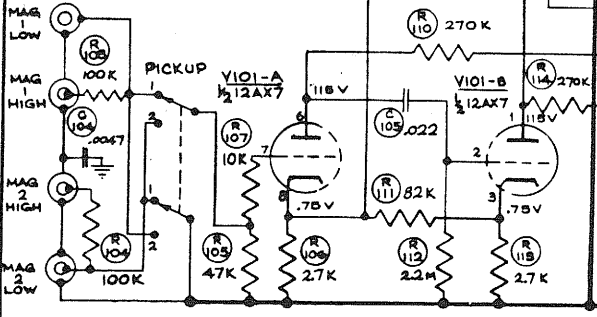 MAG
1
LOW
R
103
100K
MAG
1
HIGH
C
104
.0047
MAG
2
HIGH
R
104
100K
MAG
2
LOW
PICKUP
1
2
1
2
R
105
47K
V101-A
½ 12AX7
115V
6
7
8
.75V
R
107
10K
R
106
2.7K
R
110
270K
C
105
.022
R
111
82K
R
112
2.2M
V101-B
½ 12AX7
R
114
270K
1
115V
2
3
.75V
R
113
2.7K